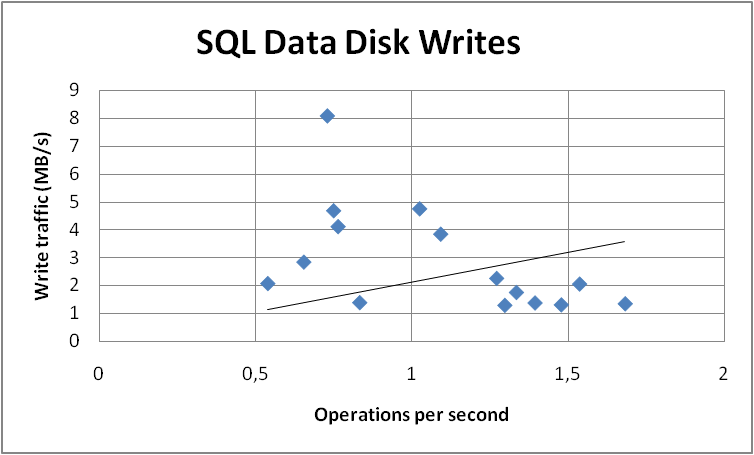 SQL Data Disk Writes
Write traffic (MB/s)
9
8
7
6
5
4
3
2
1
0
0 0,5 1 1,5 2
Operations per second